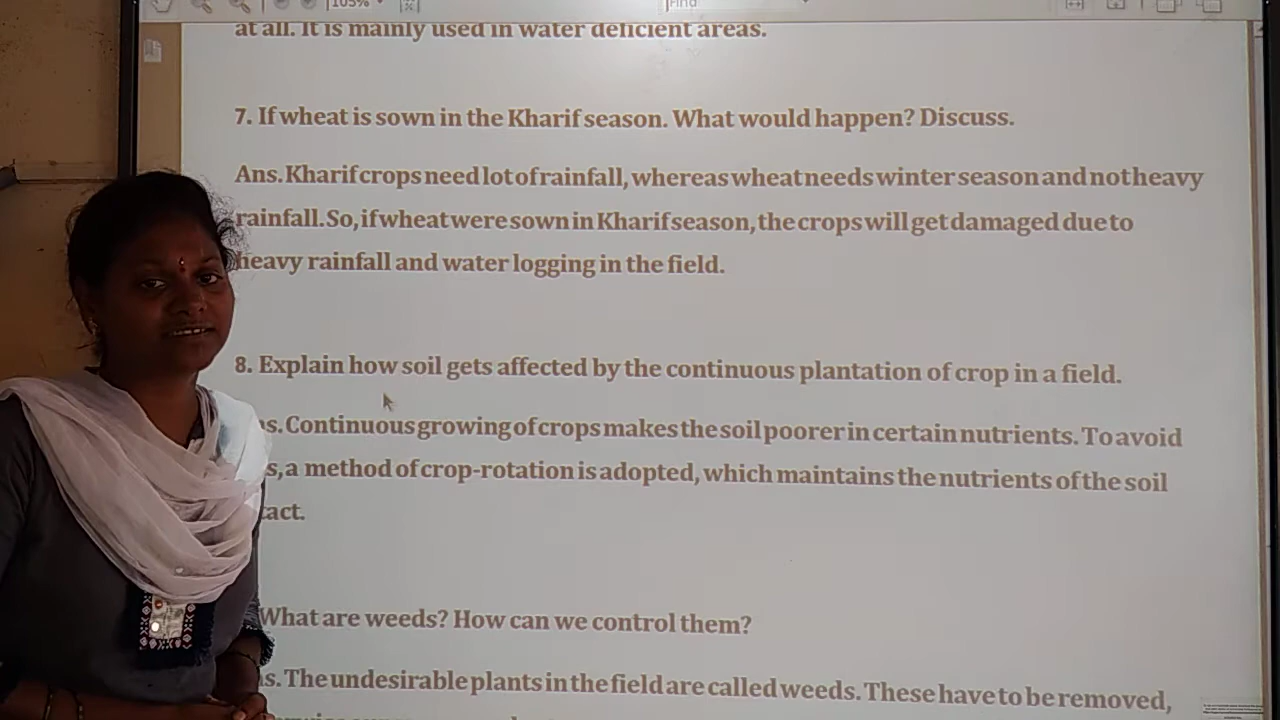 105%
Find
at all. It is mainly used in water deficient areas.
7. If wheat is sown in the Kharif season. What would happen? Discuss.
Ans. Kharif crops need lot of rainfall, whereas wheat needs winter season and not heavy
rainfall. So, if wheat were sown in Kharif season, the crops will get damaged due to
heavy rainfall and water logging in the field.
8. Explain how soil gets affected by the continuous plantation of crop in a field.
s. Continuous growing of crops makes the soil poorer in certain nutrients. To avoid
s, a method of crop-rotation is adopted, which maintains the nutrients of the soil
tact.
What are weeds? How can we control them?
s. The undesirable plants in the field are called weeds. These have to be removed,